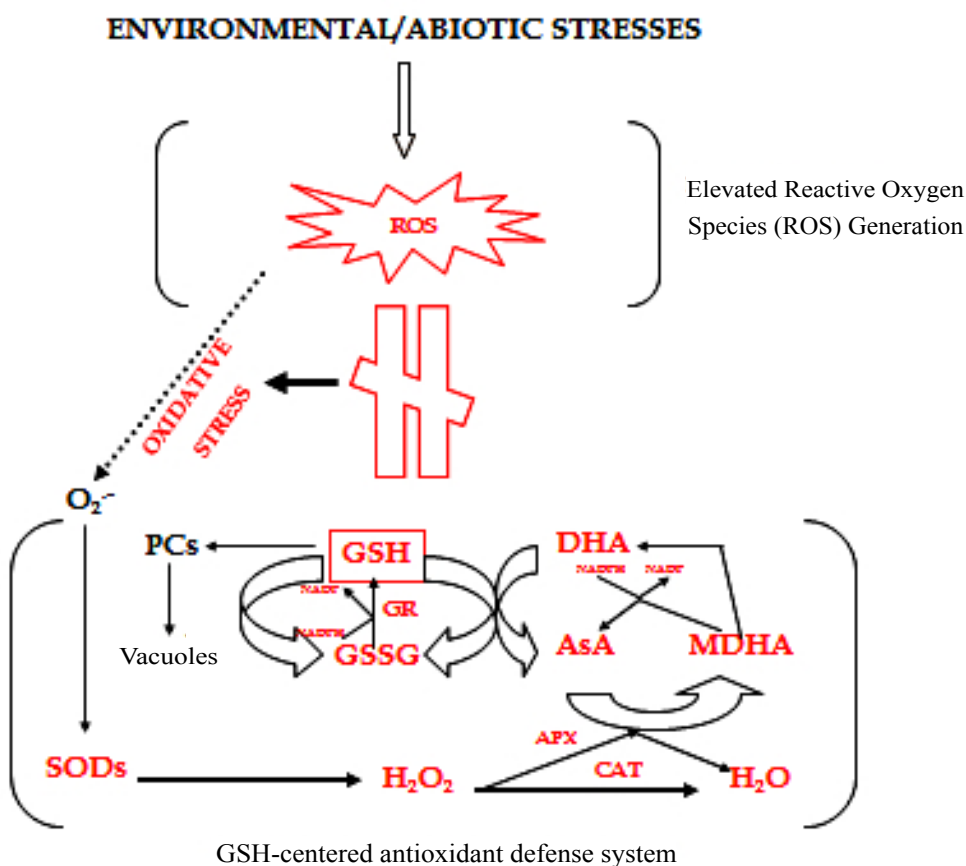 ENVIRONMENTAL/ABIOTIC STRESSES
ROS
Elevated Reactive Oxygen
Species (ROS) Generation
OXIDATIVE
STRESS
O₂·-
PCs
GSH
DHA
GR
Vacuoles
GSSG
AsA
MDHA
APX
SODs
H₂O₂
CAT
H₂O
GSH-centered antioxidant defense system